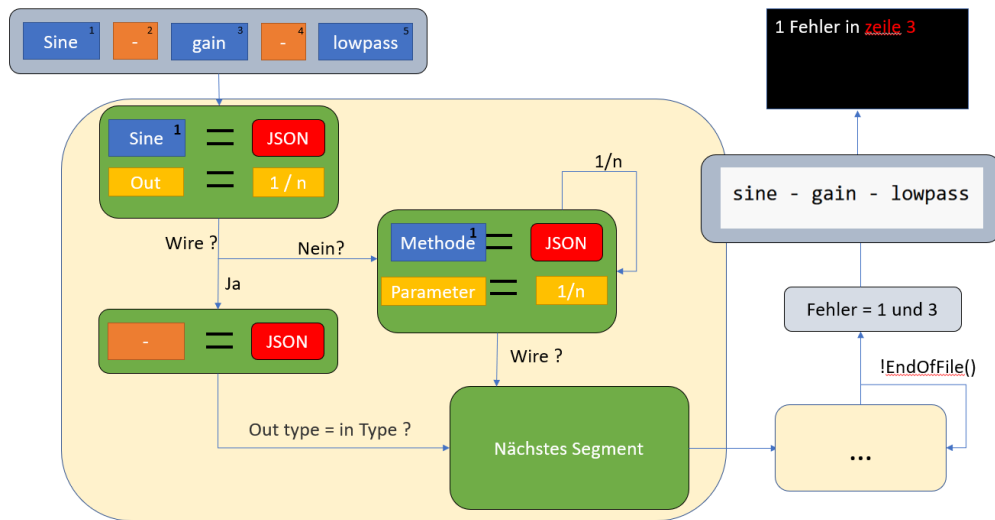 Sine 1
- 2
gain 3
- 4
lowpass 5
1 Fehler in zeile 3
Sine 1 = JSON
Out = 1 / n
1/n
sine - gain - lowpass
Wire ?
Nein?
Methode 1 = JSON
Parameter = 1/n
Ja
Fehler = 1 und 3
- = JSON
Wire ?
!EndOfFile()
Out type = in Type ?
Nächstes Segment
...